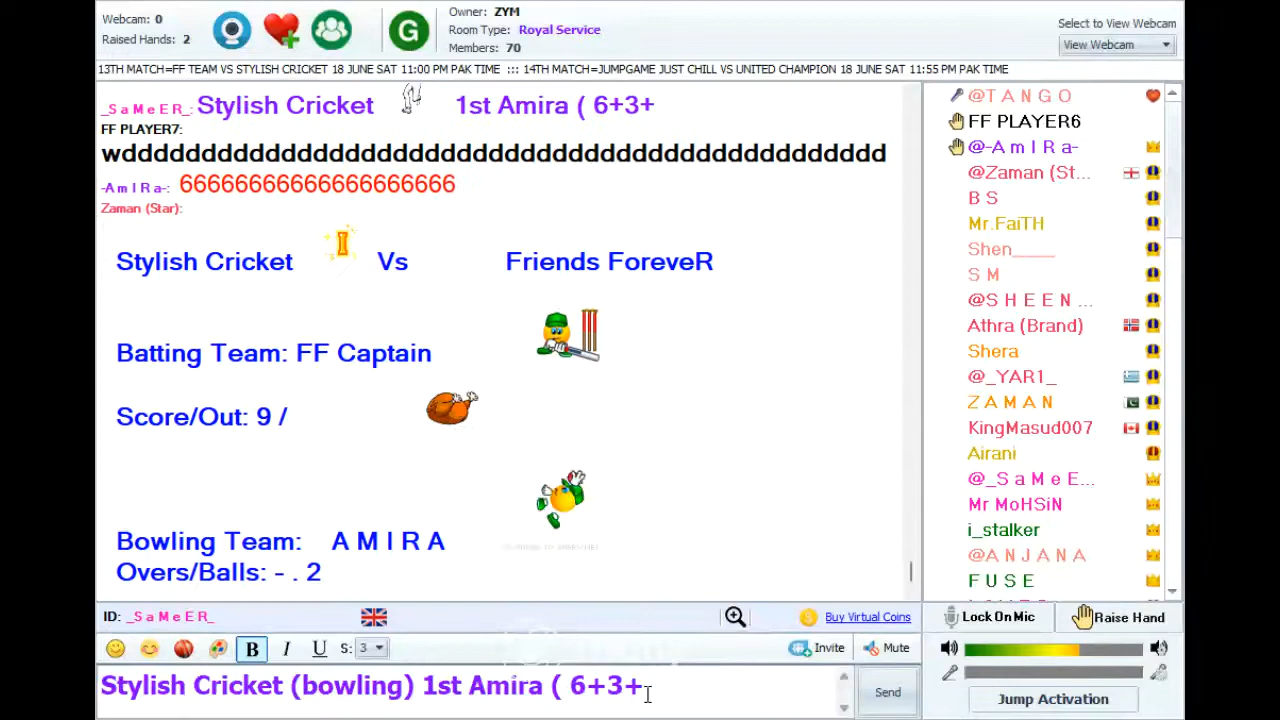 Webcam: 0
Raised Hands: 2
G
Owner: ZYM
Room Type: Royal Service
Members: 70
Select to View Webcam
View Webcam
13TH MATCH=FF TEAM VS STYLISH CRICKET 18 JUNE SAT 11:00 PM PAK TIME ::: 14TH MATCH=JUMPGAME JUST CHILL VS UNITED CHAMPION 18 JUNE SAT 11:55 PM PAK TIME
_S a M e E R_: Stylish Cricket 1st Amira ( 6+3+
FF PLAYER7:
wdddddddddddddddddddddddddddddddddddddddddddddddd
-A m I R a-: 66666666666666666666
Zaman (Star):
Stylish Cricket Vs Friends ForeveR
Batting Team: FF Captain
Score/Out: 9 /
Bowling Team: A M I R A
Overs/Balls: - . 2
@T A N G O
FF PLAYER6
@-A m I R a-
@Zaman (St...
B S
Mr.FaiTH
Shen____
S M
@S H E E N ...
Athra (Brand)
Shera
@_YAR1_
Z A M A N
KingMasud007
Airani
@_S a M e E...
Mr MoHSiN
i_stalker
@A N J A N A
F U S E
ID: _S a M e E R_
Buy Virtual Coins
Lock On Mic
Raise Hand
B I U S: 3
Invite
Mute
Stylish Cricket (bowling) 1st Amira ( 6+3+
Send
Jump Activation